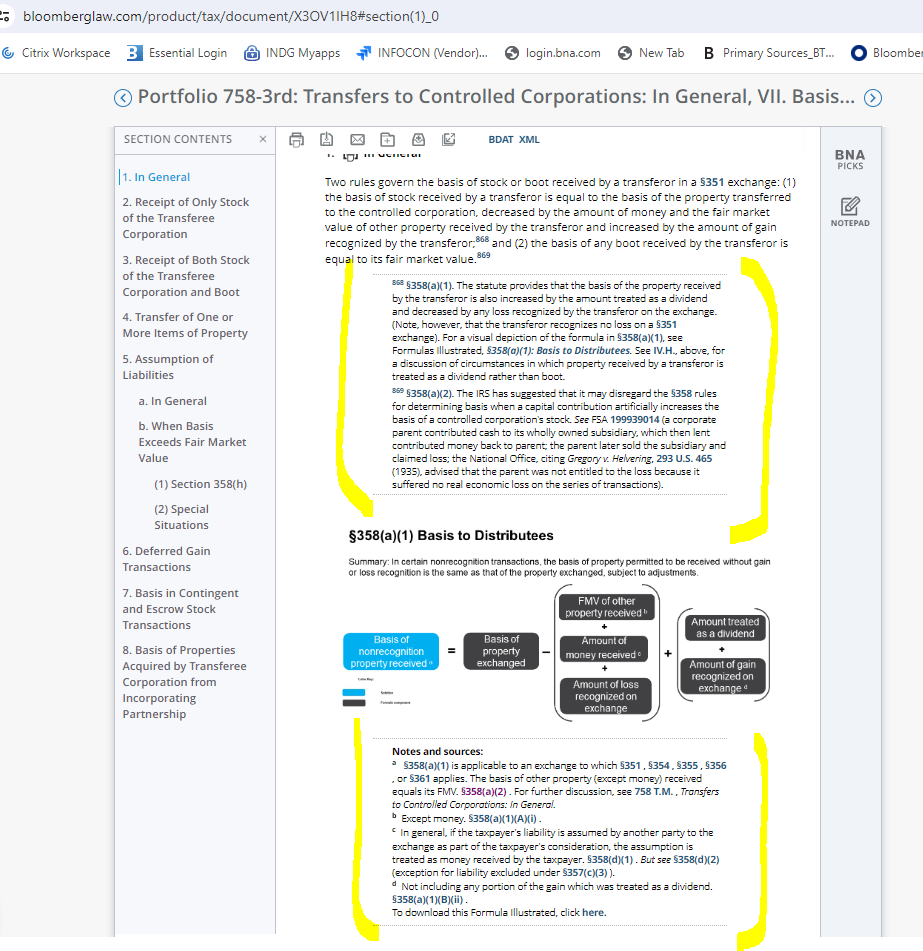 bloomberglaw.com/product/tax/document/X3OV1IH8#section(1)_0
Citrix Workspace
Essential Login
INDG Myapps
INFOCON (Vendor)...
login.bna.com
New Tab
B Primary Sources_BT...
Bloomber
Portfolio 758-3rd: Transfers to Controlled Corporations: In General, VII. Basis...
SECTION CONTENTS ×
1. In General
2. Receipt of Only Stock
of the Transferee
Corporation
3. Receipt of Both Stock
of the Transferee
Corporation and Boot
4. Transfer of One or
More Items of Property
5. Assumption of
Liabilities
a. In General
b. When Basis
Exceeds Fair Market
Value
(1) Section 358(h)
(2) Special
Situations
6. Deferred Gain
Transactions
7. Basis in Contingent
and Escrow Stock
Transactions
8. Basis of Properties
Acquired by Transferee
Corporation from
Incorporating
Partnership
BDAT XML
1. In General
Two rules govern the basis of stock or boot received by a transferor in a §351 exchange: (1)
the basis of stock received by a transferor is equal to the basis of the property transferred
to the controlled corporation, decreased by the amount of money and the fair market
value of other property received by the transferor and increased by the amount of gain
recognized by the transferor;868 and (2) the basis of any boot received by the transferor is
equal to its fair market value.869
868 §358(a)(1). The statute provides that the basis of the property received
by the transferor is also increased by the amount treated as a dividend
and decreased by any loss recognized by the transferor on the exchange.
(Note, however, that the transferor recognizes no loss on a §351
exchange). For a visual depiction of the formula in §358(a)(1), see
Formulas Illustrated, §358(a)(1): Basis to Distributees. See IV.H., above, for
a discussion of circumstances in which property received by a transferor is
treated as a dividend rather than boot.
869 §358(a)(2). The IRS has suggested that it may disregard the §358 rules
for determining basis when a capital contribution artificially increases the
basis of a controlled corporation's stock. See FSA 199939014 (a corporate
parent contributed cash to its wholly owned subsidiary, which then lent
contributed money back to parent; the parent later sold the subsidiary and
claimed loss; the National Office, citing Gregory v. Helvering, 293 U.S. 465
(1935), advised that the parent was not entitled to the loss because it
suffered no real economic loss on the series of transactions).
§358(a)(1) Basis to Distributees
Summary: In certain nonrecognition transactions, the basis of property permitted to be received without gain
or loss recognition is the same as that of the property exchanged, subject to adjustments.
Basis of
nonrecognition
property received a
=
Basis of
property
exchanged
−
FMV of other
property received b
+
Amount of
money received c
+
Amount of loss
recognized on
exchange
+
Amount treated
as a dividend
+
Amount of gain
recognized on
exchange d
Color Key:
Solution
Formula component
Notes and sources:
a §358(a)(1) is applicable to an exchange to which §351 , §354 , §355 , §356
, or §361 applies. The basis of other property (except money) received
equals its FMV. §358(a)(2) . For further discussion, see 758 T.M. , Transfers
to Controlled Corporations: In General.
b Except money. §358(a)(1)(A)(i) .
c In general, if the taxpayer's liability is assumed by another party to the
exchange as part of the taxpayer's consideration, the assumption is
treated as money received by the taxpayer. §358(d)(1) . But see §358(d)(2)
(exception for liability excluded under §357(c)(3) ).
d Not including any portion of the gain which was treated as a dividend.
§358(a)(1)(B)(ii) .
To download this Formula Illustrated, click here.
BNA
PICKS
NOTEPAD